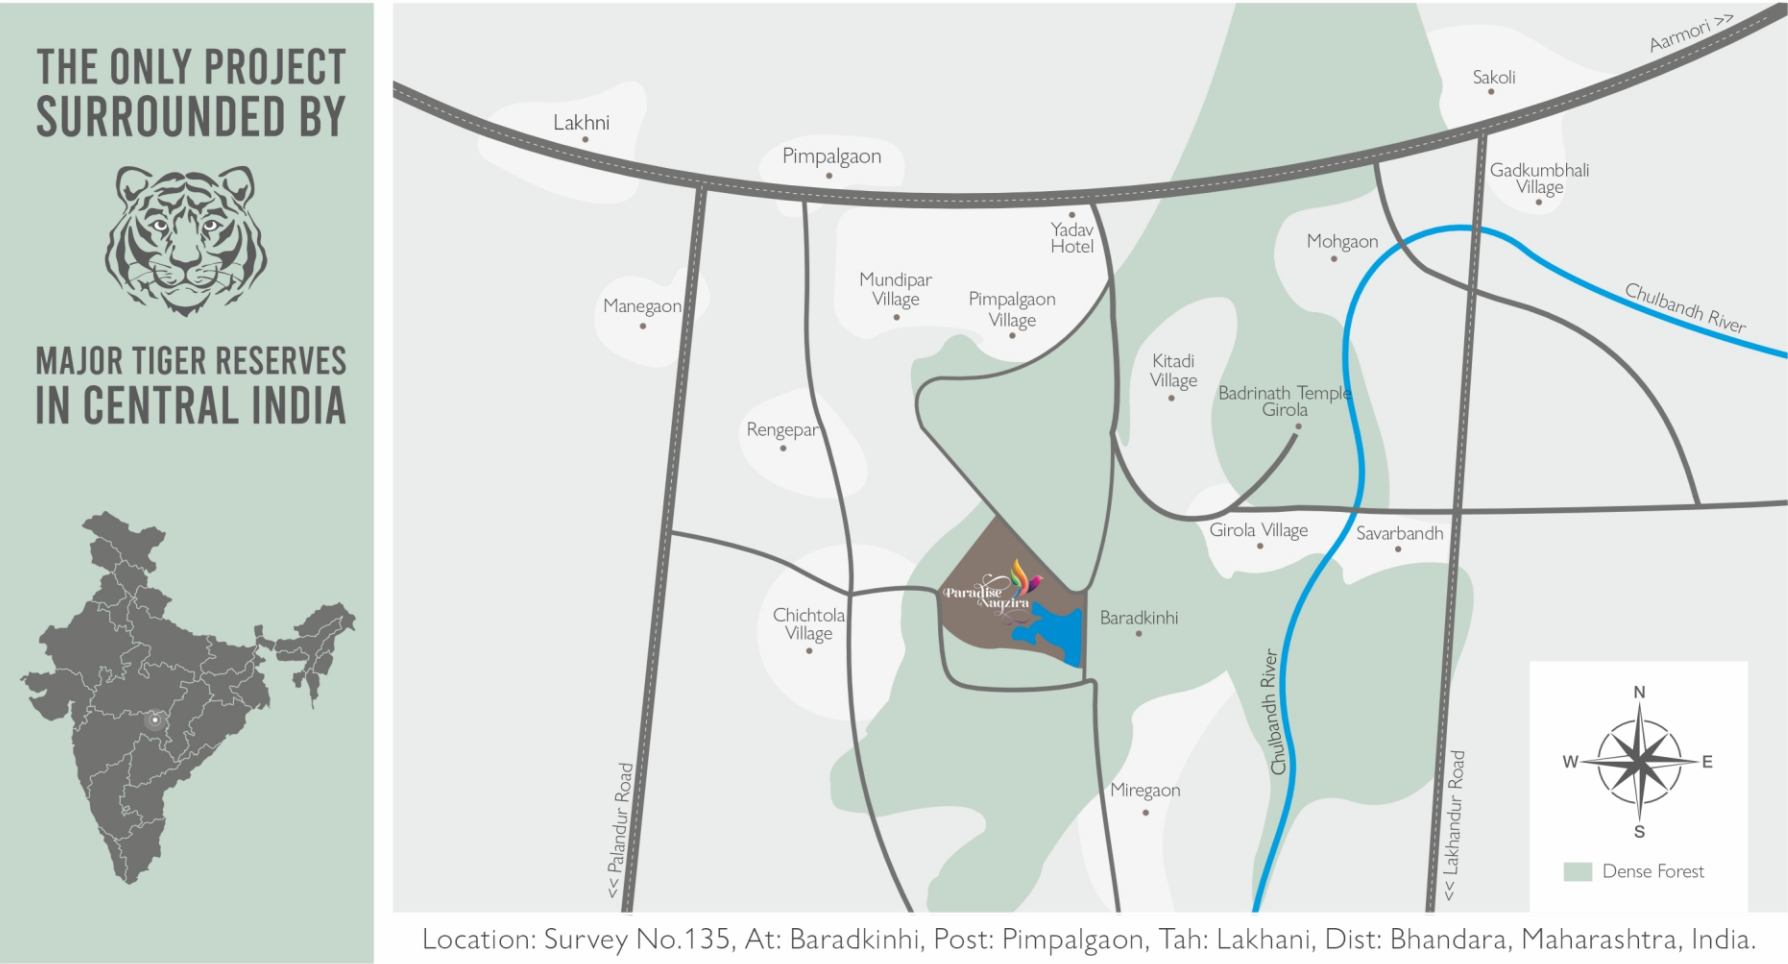 THE ONLY PROJECT
SURROUNDED BY
MAJOR TIGER RESERVES
IN CENTRAL INDIA
Aarmori >>
Sakoli
Lakhni
Pimpalgaon
Gadkumbhali
Village
Yadav
Hotel
Mohgaon
Mundipar
Village
Pimpalgaon
Village
Manegaon
Chulbandh River
Kitadi
Village
Badrinath Temple
Girola
Rengepar
Girola Village
Savarbandh
Paradise
Nagzira
Chichtola
Village
Baradkinhi
Chulbandh River
Miregaon
<< Palandur Road
<< Lakhandur Road
N
W
E
S
Dense Forest
Location: Survey No.135, At: Baradkinhi, Post: Pimpalgaon, Tah: Lakhani, Dist: Bhandara, Maharashtra, India.